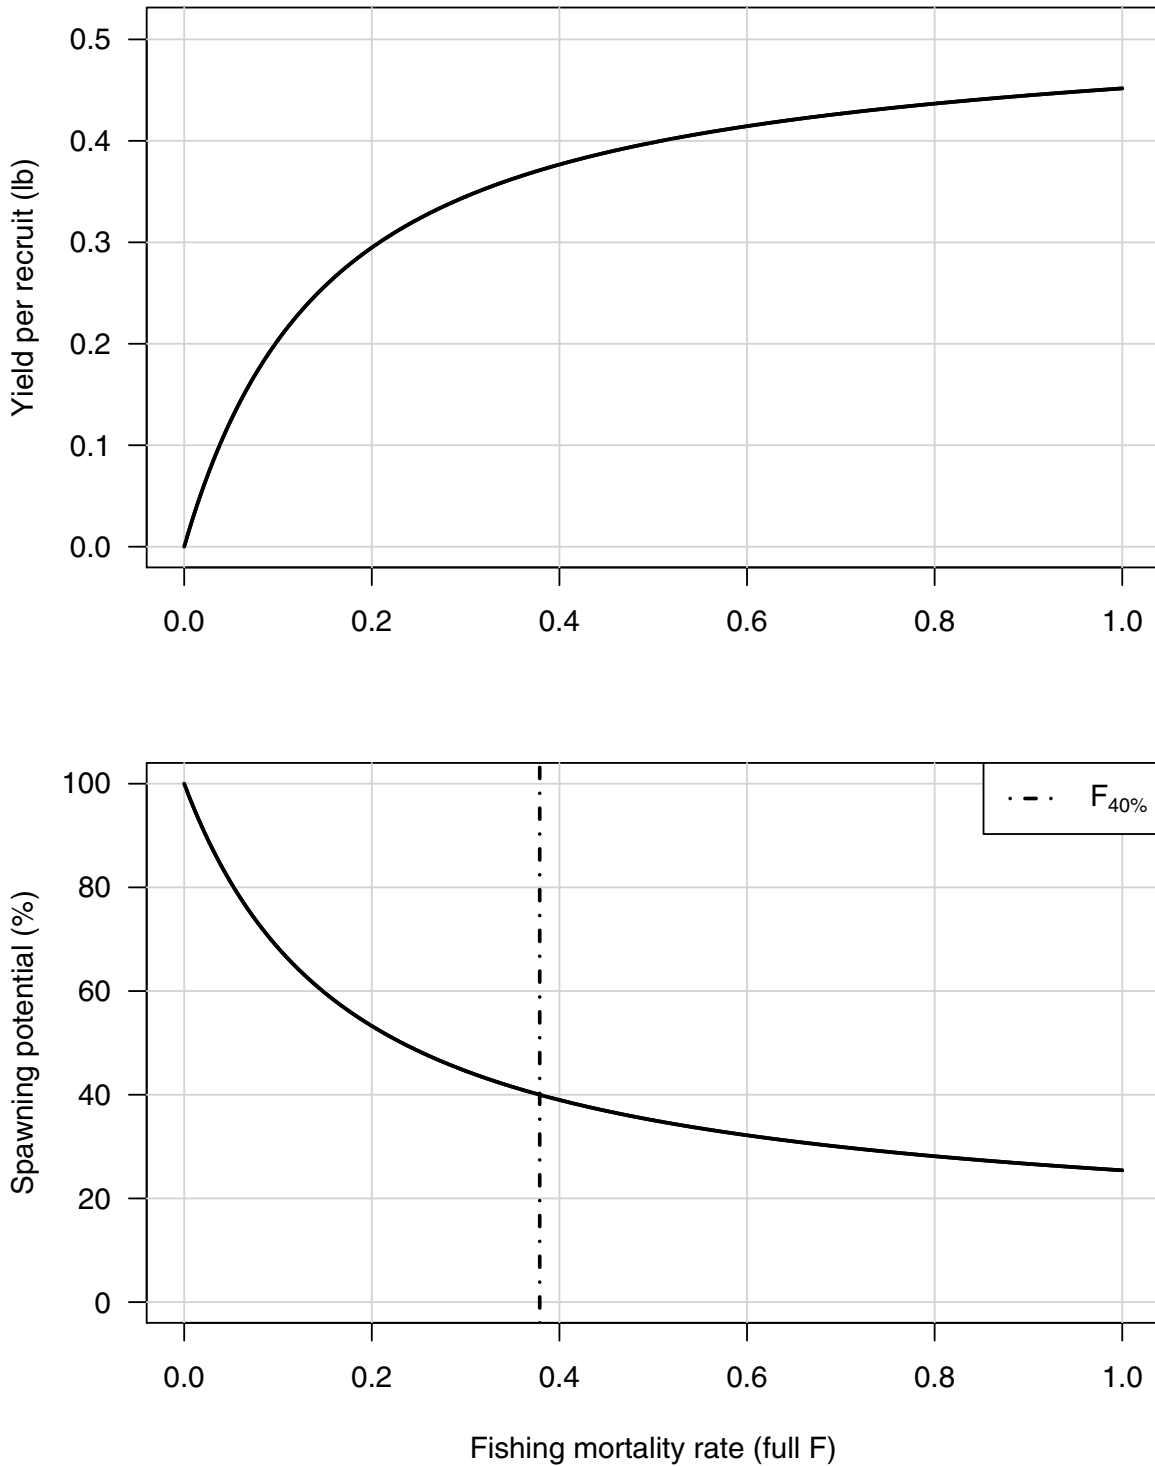 0.5
0.4
0.3
0.2
0.1
0.0
Yield per recruit (lb)
0.0 0.2 0.4 0.6 0.8 1.0
F40%
100
80
60
40
20
0
Spawning potential (%)
0.0 0.2 0.4 0.6 0.8 1.0
Fishing mortality rate (full F)